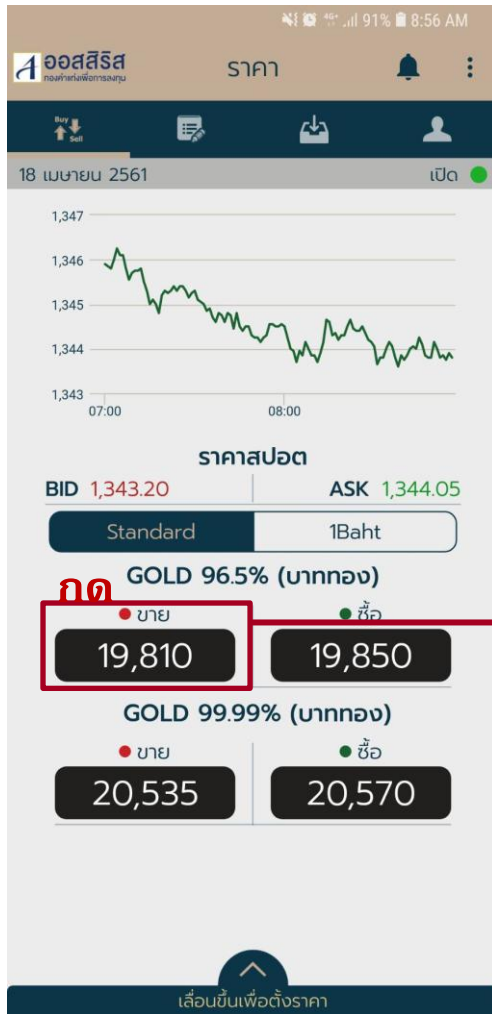 91% 8:56 AM
ออสสิริส
ทองคำแท่งเพื่อการลงทุน
ราคา
Buy
Sell
18 เมษายน 2561 เปิด
1,347
1,346
1,345
1,344
1,343
07:00 08:00
ราคาสปอต
BID 1,343.20 ASK 1,344.05
Standard 1Baht
GOLD 96.5% (บาททอง)
กด
ขาย ซื้อ
19,810 19,850
GOLD 99.99% (บาททอง)
ขาย ซื้อ
20,535 20,570
เลื่อนขึ้นเพื่อตั้งราคา